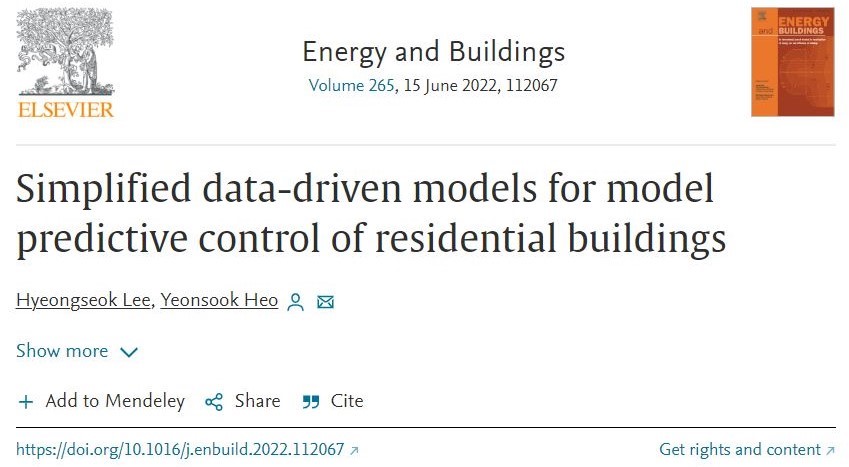 ELSEVIER
Energy and Buildings
Volume 265, 15 June 2022, 112067
ENERGY
and BUILDINGS
Simplified data-driven models for model
predictive control of residential buildings
Hyeongseok Lee, Yeonsook Heo
Show more
Add to Mendeley Share Cite
https://doi.org/10.1016/j.enbuild.2022.112067 Get rights and content